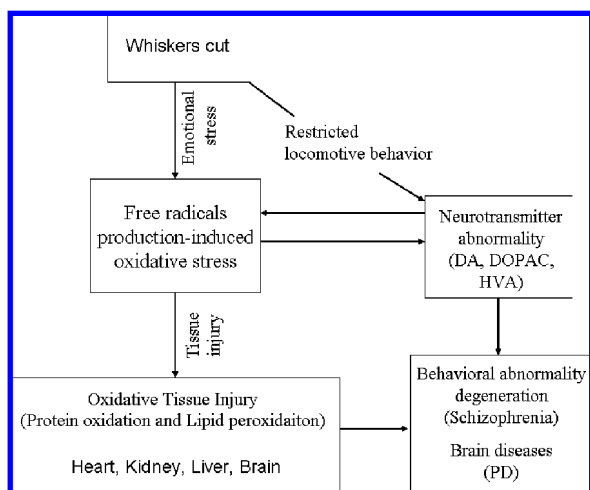 Whiskers cut
Emotional
stress
Restricted
locomotive behavior
Free radicals
production-induced
oxidative stress
Neurotransmitter
abnormality
(DA, DOPAC,
HVA)
Tissue
injury
Oxidative Tissue Injury
(Protein oxidation and Lipid peroxidaiton)
Heart, Kidney, Liver, Brain
Behavioral abnormality
degeneration
(Schizophrenia)
Brain diseases
(PD)